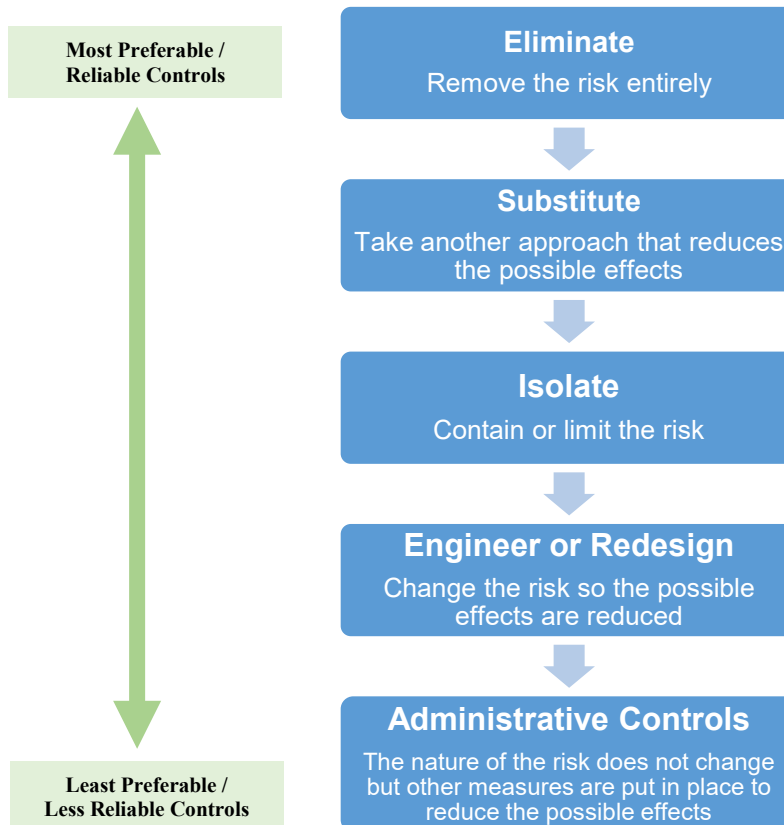 Most Preferable /
Reliable Controls
Eliminate
Remove the risk entirely
Substitute
Take another approach that reduces
the possible effects
Isolate
Contain or limit the risk
Engineer or Redesign
Change the risk so the possible
effects are reduced
Administrative Controls
The nature of the risk does not change
but other measures are put in place to
reduce the possible effects
Least Preferable /
Less Reliable Controls